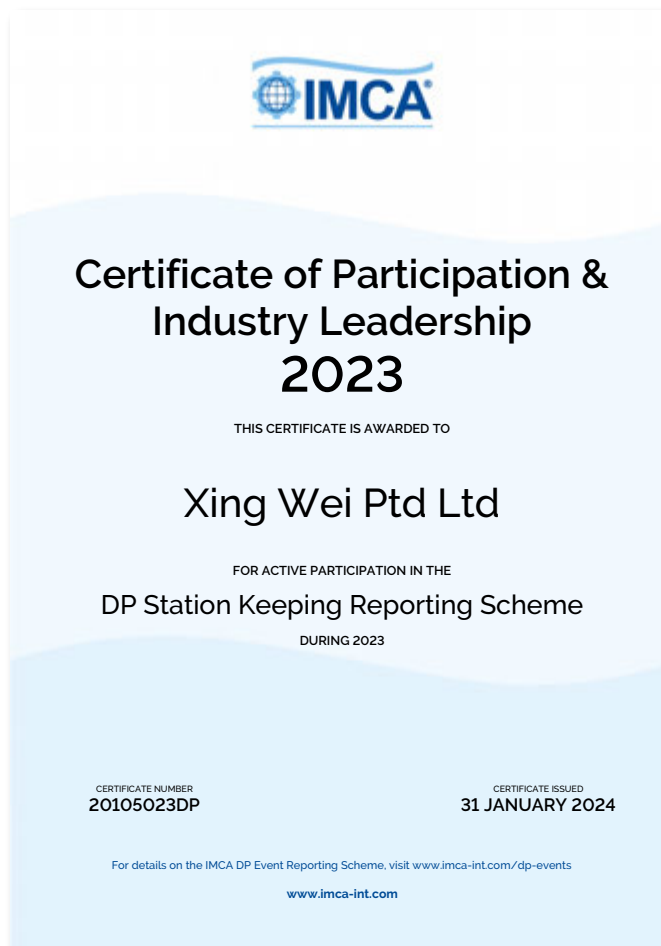 IMCA
Certificate of Participation &
Industry Leadership
2023
THIS CERTIFICATE IS AWARDED TO
Xing Wei Ptd Ltd
FOR ACTIVE PARTICIPATION IN THE
DP Station Keeping Reporting Scheme
DURING 2023
CERTIFICATE NUMBER
20105023DP
CERTIFICATE ISSUED
31 JANUARY 2024
For details on the IMCA DP Event Reporting Scheme, visit www.imca-int.com/dp-events
www.imca-int.com